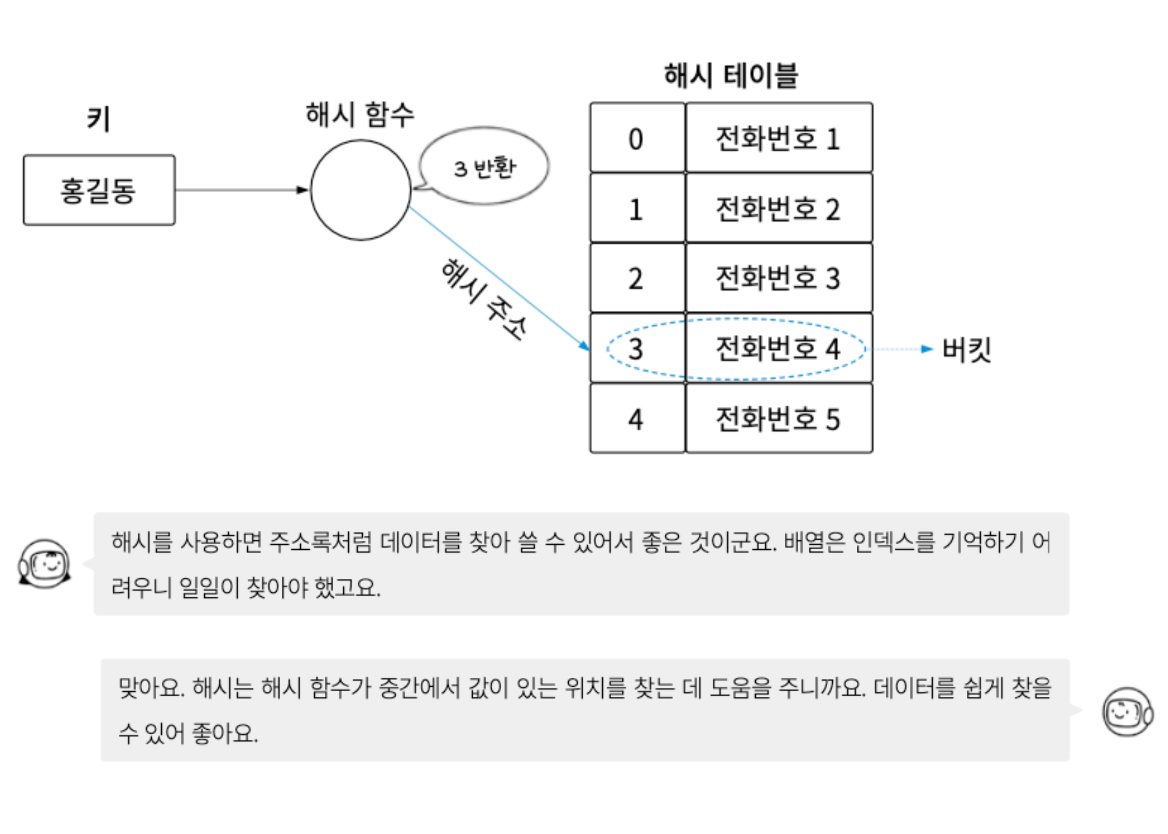 키
홍길동
해시 함수
3 반환
해시 주소
해시 테이블
0 전화번호 1
1 전화번호 2
2 전화번호 3
3 전화번호 4
4 전화번호 5
버킷
해시를 사용하면 주소록처럼 데이터를 찾아 쓸 수 있어서 좋은 것이군요. 배열은 인덱스를 기억하기 어
려우니 일일이 찾아야 했고요.
맞아요. 해시는 해시 함수가 중간에서 값이 있는 위치를 찾는 데 도움을 주니까요. 데이터를 쉽게 찾을
수 있어 좋아요.